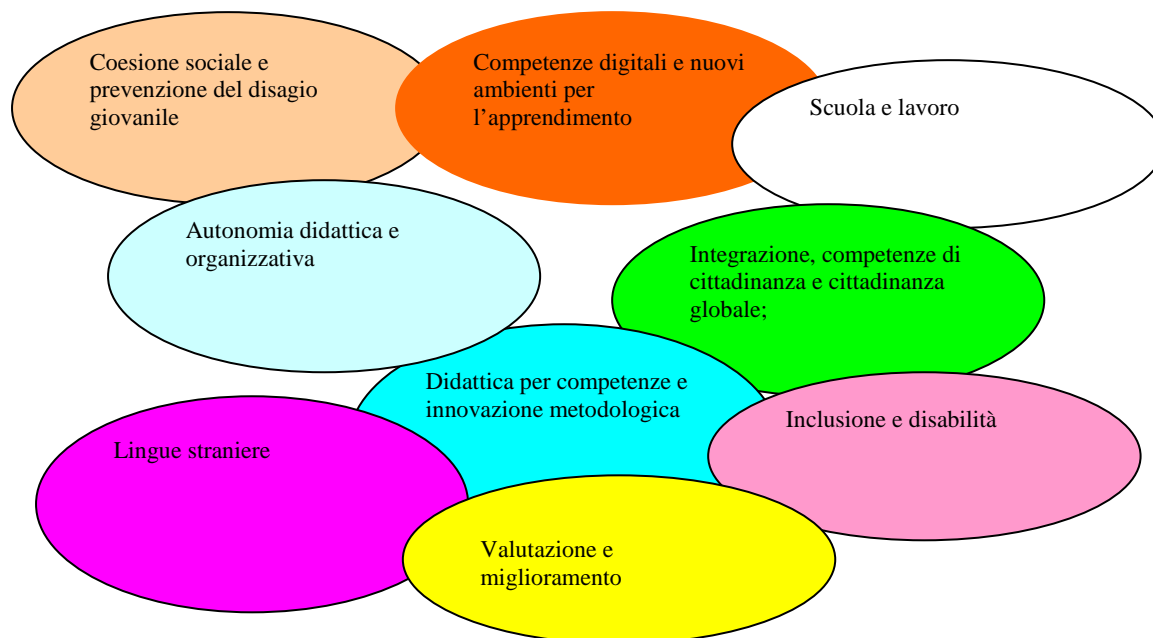 Coesione sociale e
prevenzione del disagio
giovanile
Competenze digitali e nuovi
ambienti per
l’apprendimento
Scuola e lavoro
Autonomia didattica e
organizzativa
Integrazione, competenze di
cittadinanza e cittadinanza
globale;
Didattica per competenze e
innovazione metodologica
Inclusione e disabilità
Lingue straniere
Valutazione e
miglioramento